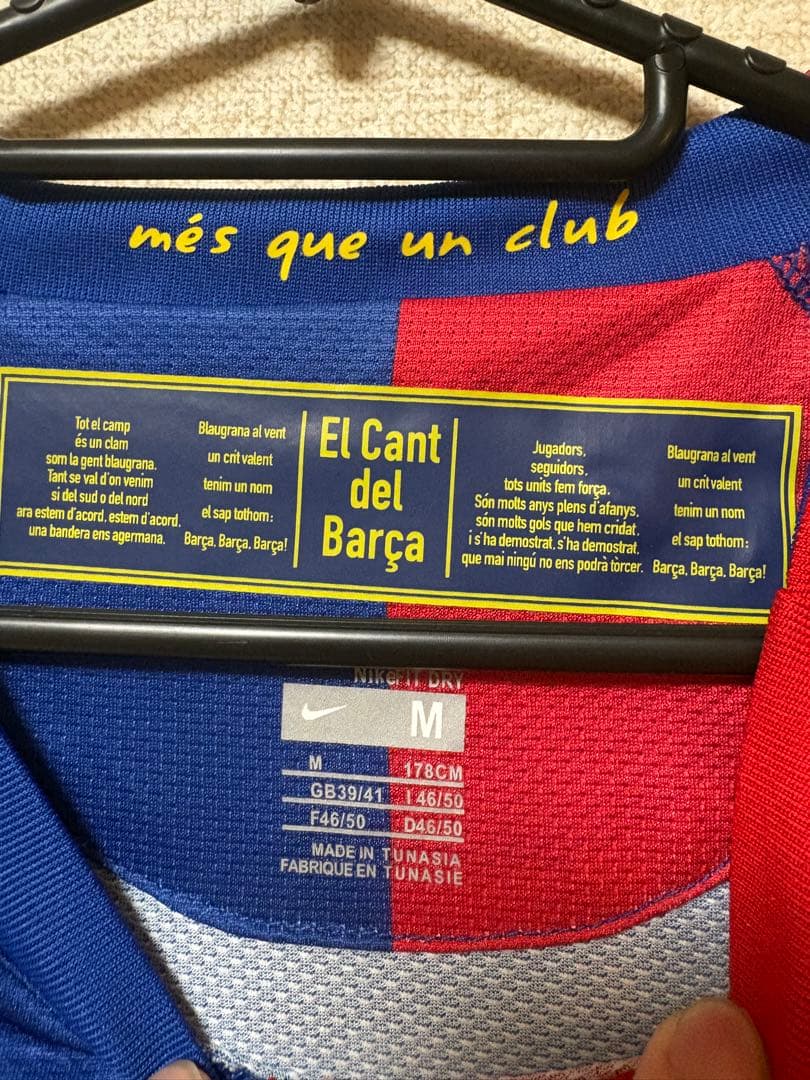 més que un club
Tot el camp
és un clam
som la gent blaugrana.
Tant se val d'on venim
si del sud o del nord
ara estem d'acord, estem d'acord,
una bandera ens agermana.
Blaugrana al vent
un crit valent
tenim un nom
el sap tothom:
Barça, Barça, Barça!
El Cant
del
Barça
Jugadors,
seguidors,
tots units fem força.
Són molts anys plens d'afanys,
són molts gols que hem cridat,
i s'ha demostrat, s'ha demostrat,
que mai ningú no ens podrà tòrcer.
Blaugrana al vent
un crit valent
tenim un nom
el sap tothom:
Barça, Barça, Barça!
NIKE FIT DRY
M
M 178CM
GB39/41 I 46/50
F46/50 D46/50
MADE IN TUNASIA
FABRIQUE EN TUNASIE